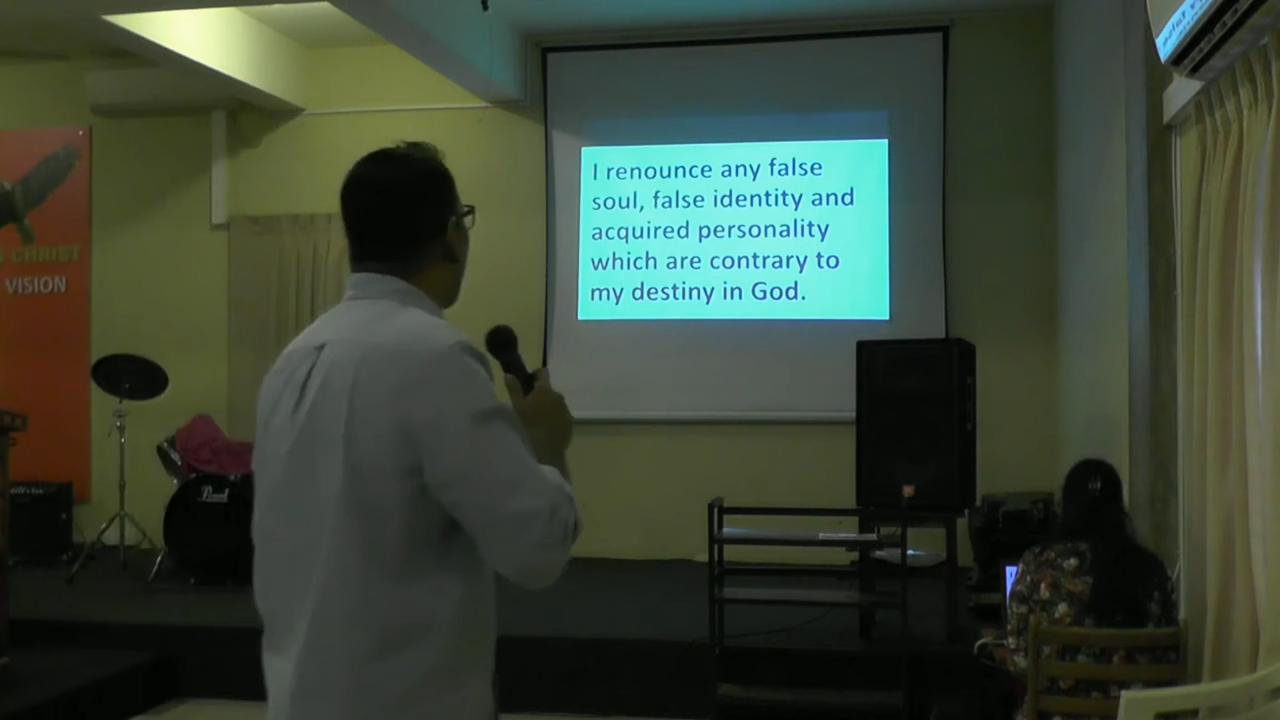 I renounce any false
soul, false identity and
acquired personality
which are contrary to
my destiny in God.
CHRIST
VISION
Pearl